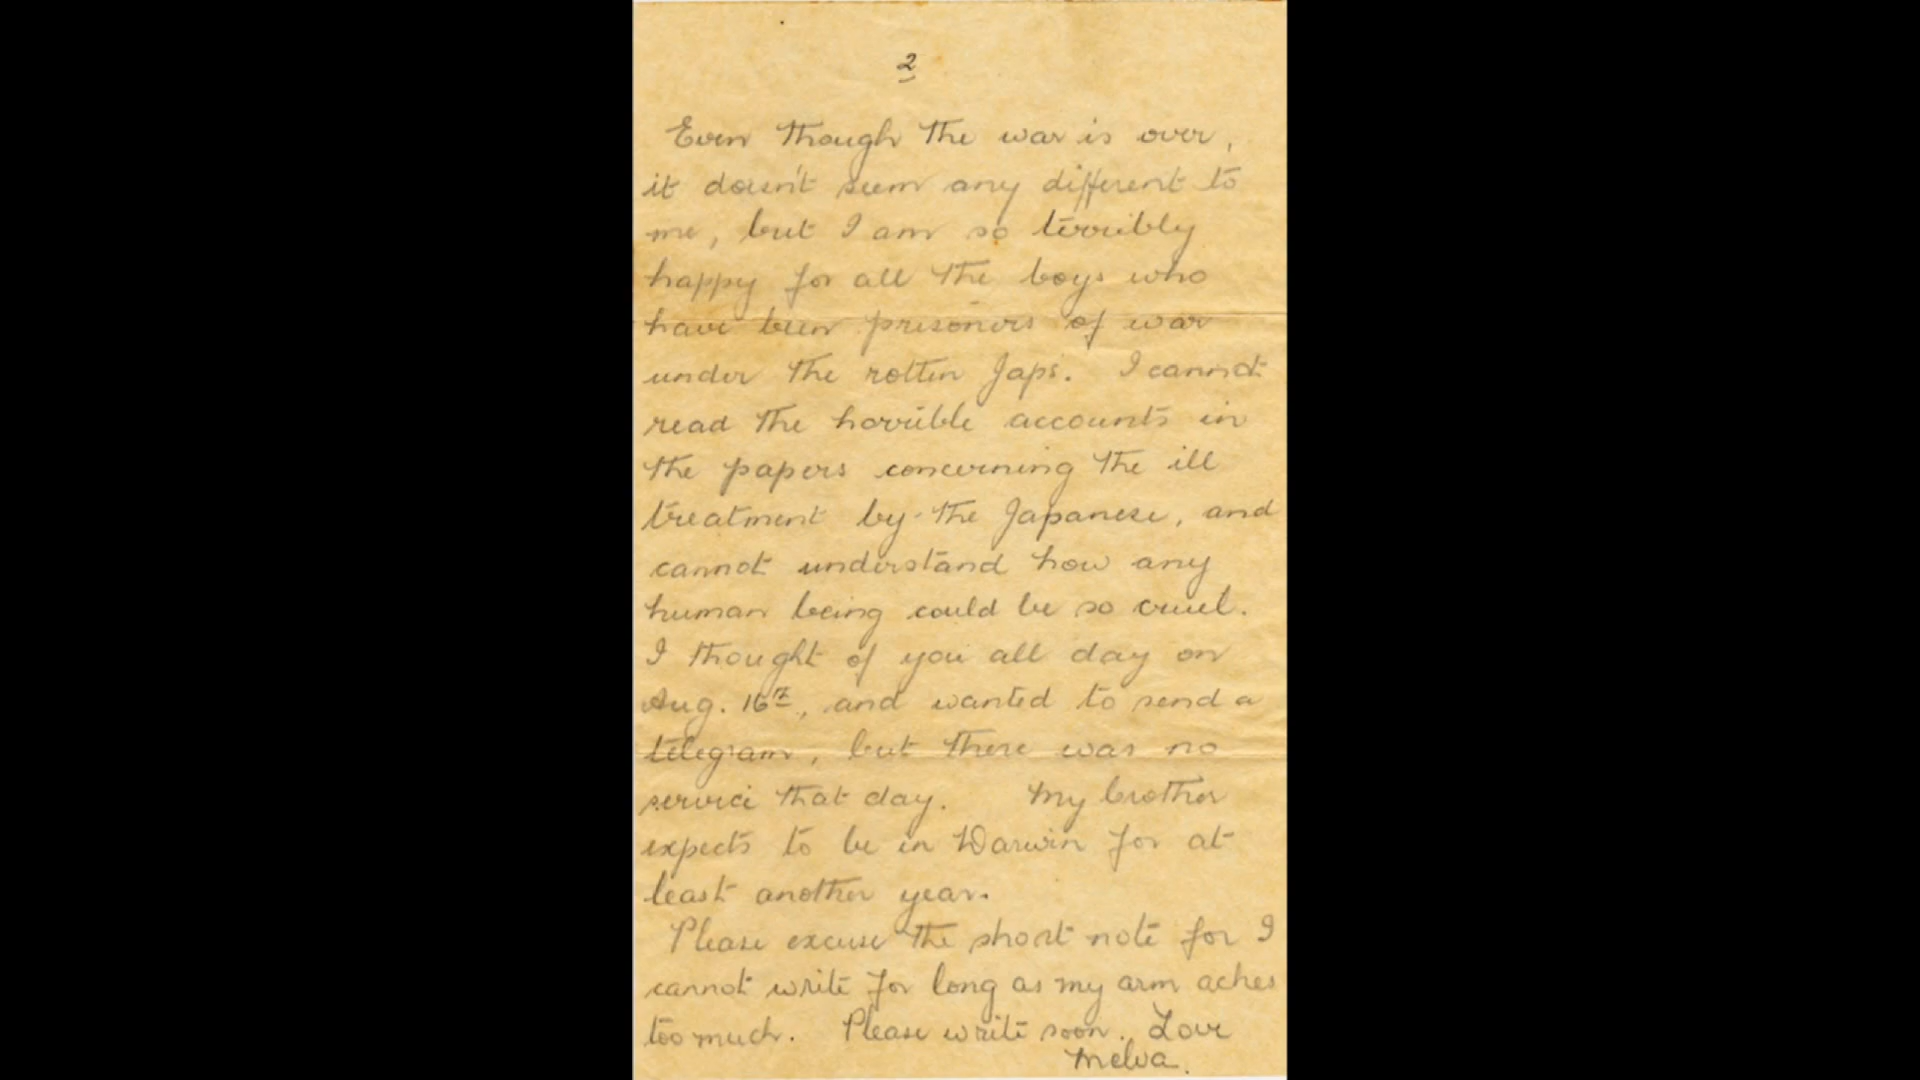 2
Even though the war is over,
it doesn't seem any different to
me, but I am so terribly
happy for all the boys who
have been prisoners of war
under the rotten Japs. I cannot
read the horrible accounts in
the papers concerning the ill
treatment by the Japanese, and
cannot understand how any
human being could be so cruel.
I thought of you all day on
Aug. 16th, and wanted to send a
telegram, but there was no
service that day. My brother
expects to be in Darwin for at
least another year.
Please excuse the short note for I
cannot write for long as my arm aches
too much. Please write soon. Love
Melva.